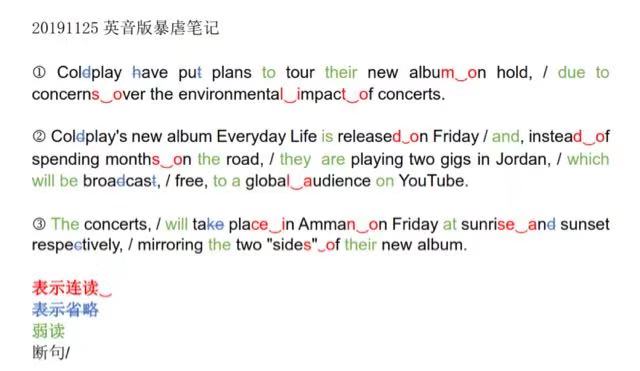 20191125 英音版暴虐笔记
① Coldplay have put plans to tour their new album‿on hold, / due to
concerns‿over the environmental‿impact‿of concerts.
② Coldplay's new album Everyday Life is released‿on Friday / and, instead‿of
spending months‿on the road, / they are playing two gigs in Jordan, / which
will be broadcast, / free, to a global‿audience on YouTube.
③ The concerts, / will take place‿in Amman‿on Friday at sunrise‿and sunset
respectively, / mirroring the two "sides"‿of their new album.
表示连读‿
表示省略
弱读
断句/